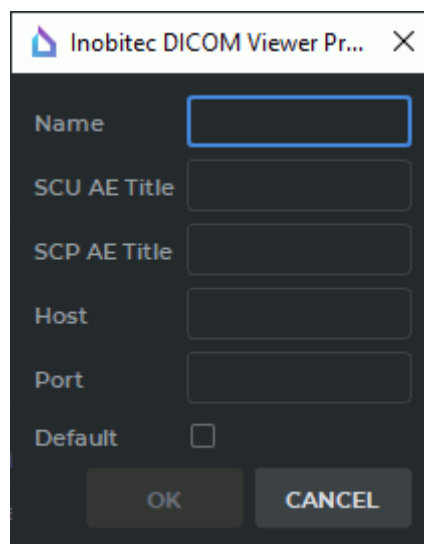 Inobitec DICOM Viewer Pr...
Name
SCU AE Title
SCP AE Title
Host
Port
Default
OK CANCEL